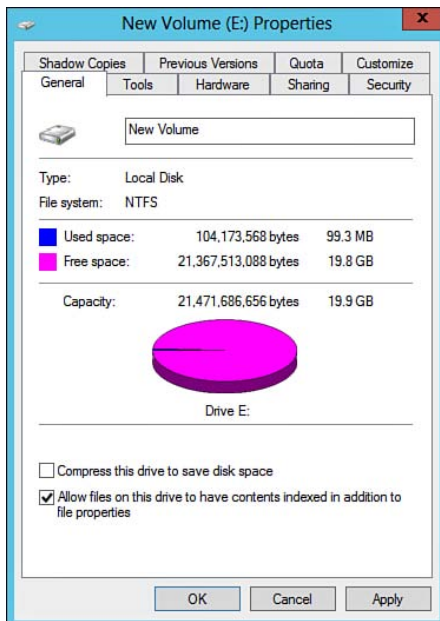 New Volume (E:) Properties
x
Shadow Copies Previous Versions Quota Customize
General Tools Hardware Sharing Security
New Volume
Type: Local Disk
File system: NTFS
Used space: 104,173,568 bytes 99.3 MB
Free space: 21,367,513,088 bytes 19.8 GB
Capacity: 21,471,686,656 bytes 19.9 GB
Drive E:
Compress this drive to save disk space
Allow files on this drive to have contents indexed in addition to
file properties
OK Cancel Apply